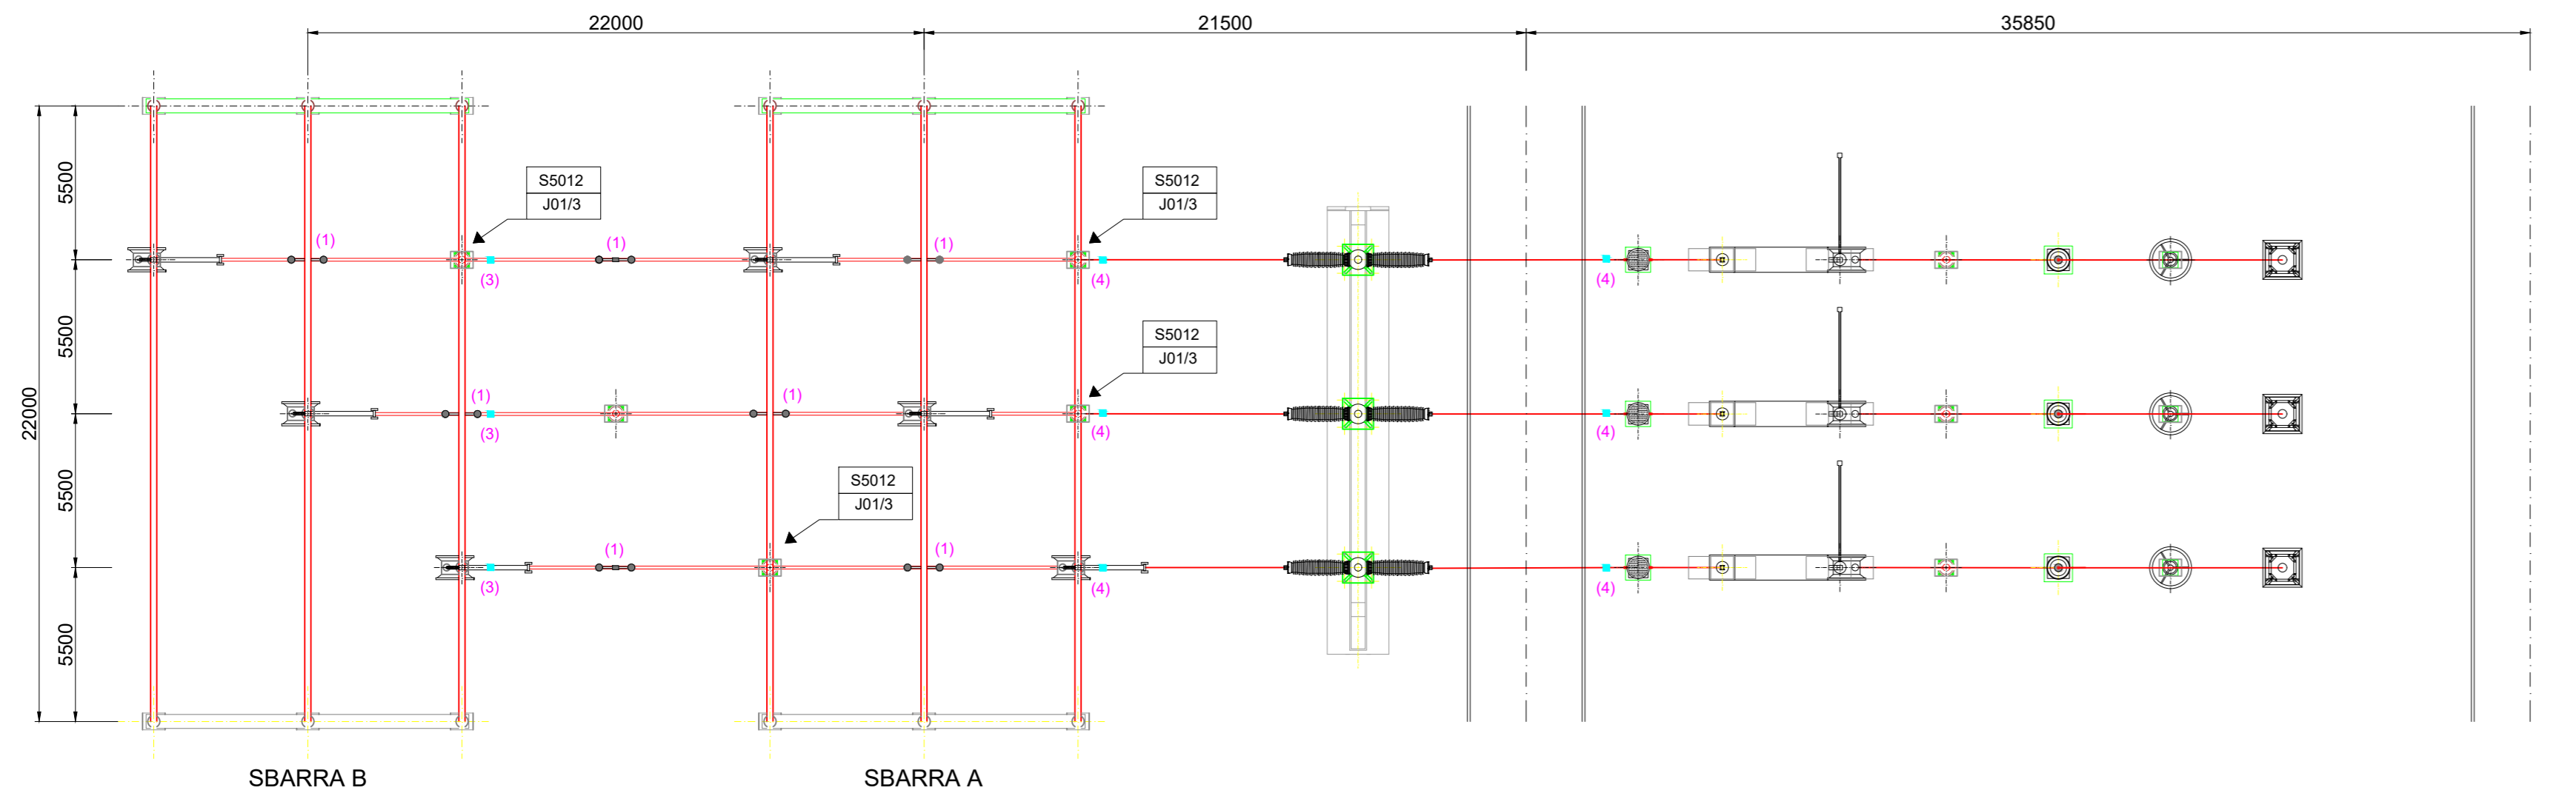 22000
21500
35850
5500
S5012
J01/3
S5012
J01/3
(1)
(1)
(1)
(3)
(4)
(4)
5500
S5012
J01/3
22000
(1)
(1)
(3)
(4)
(4)
5500
S5012
J01/3
(1)
(1)
(3)
(4)
(4)
5500
SBARRA B
SBARRA A